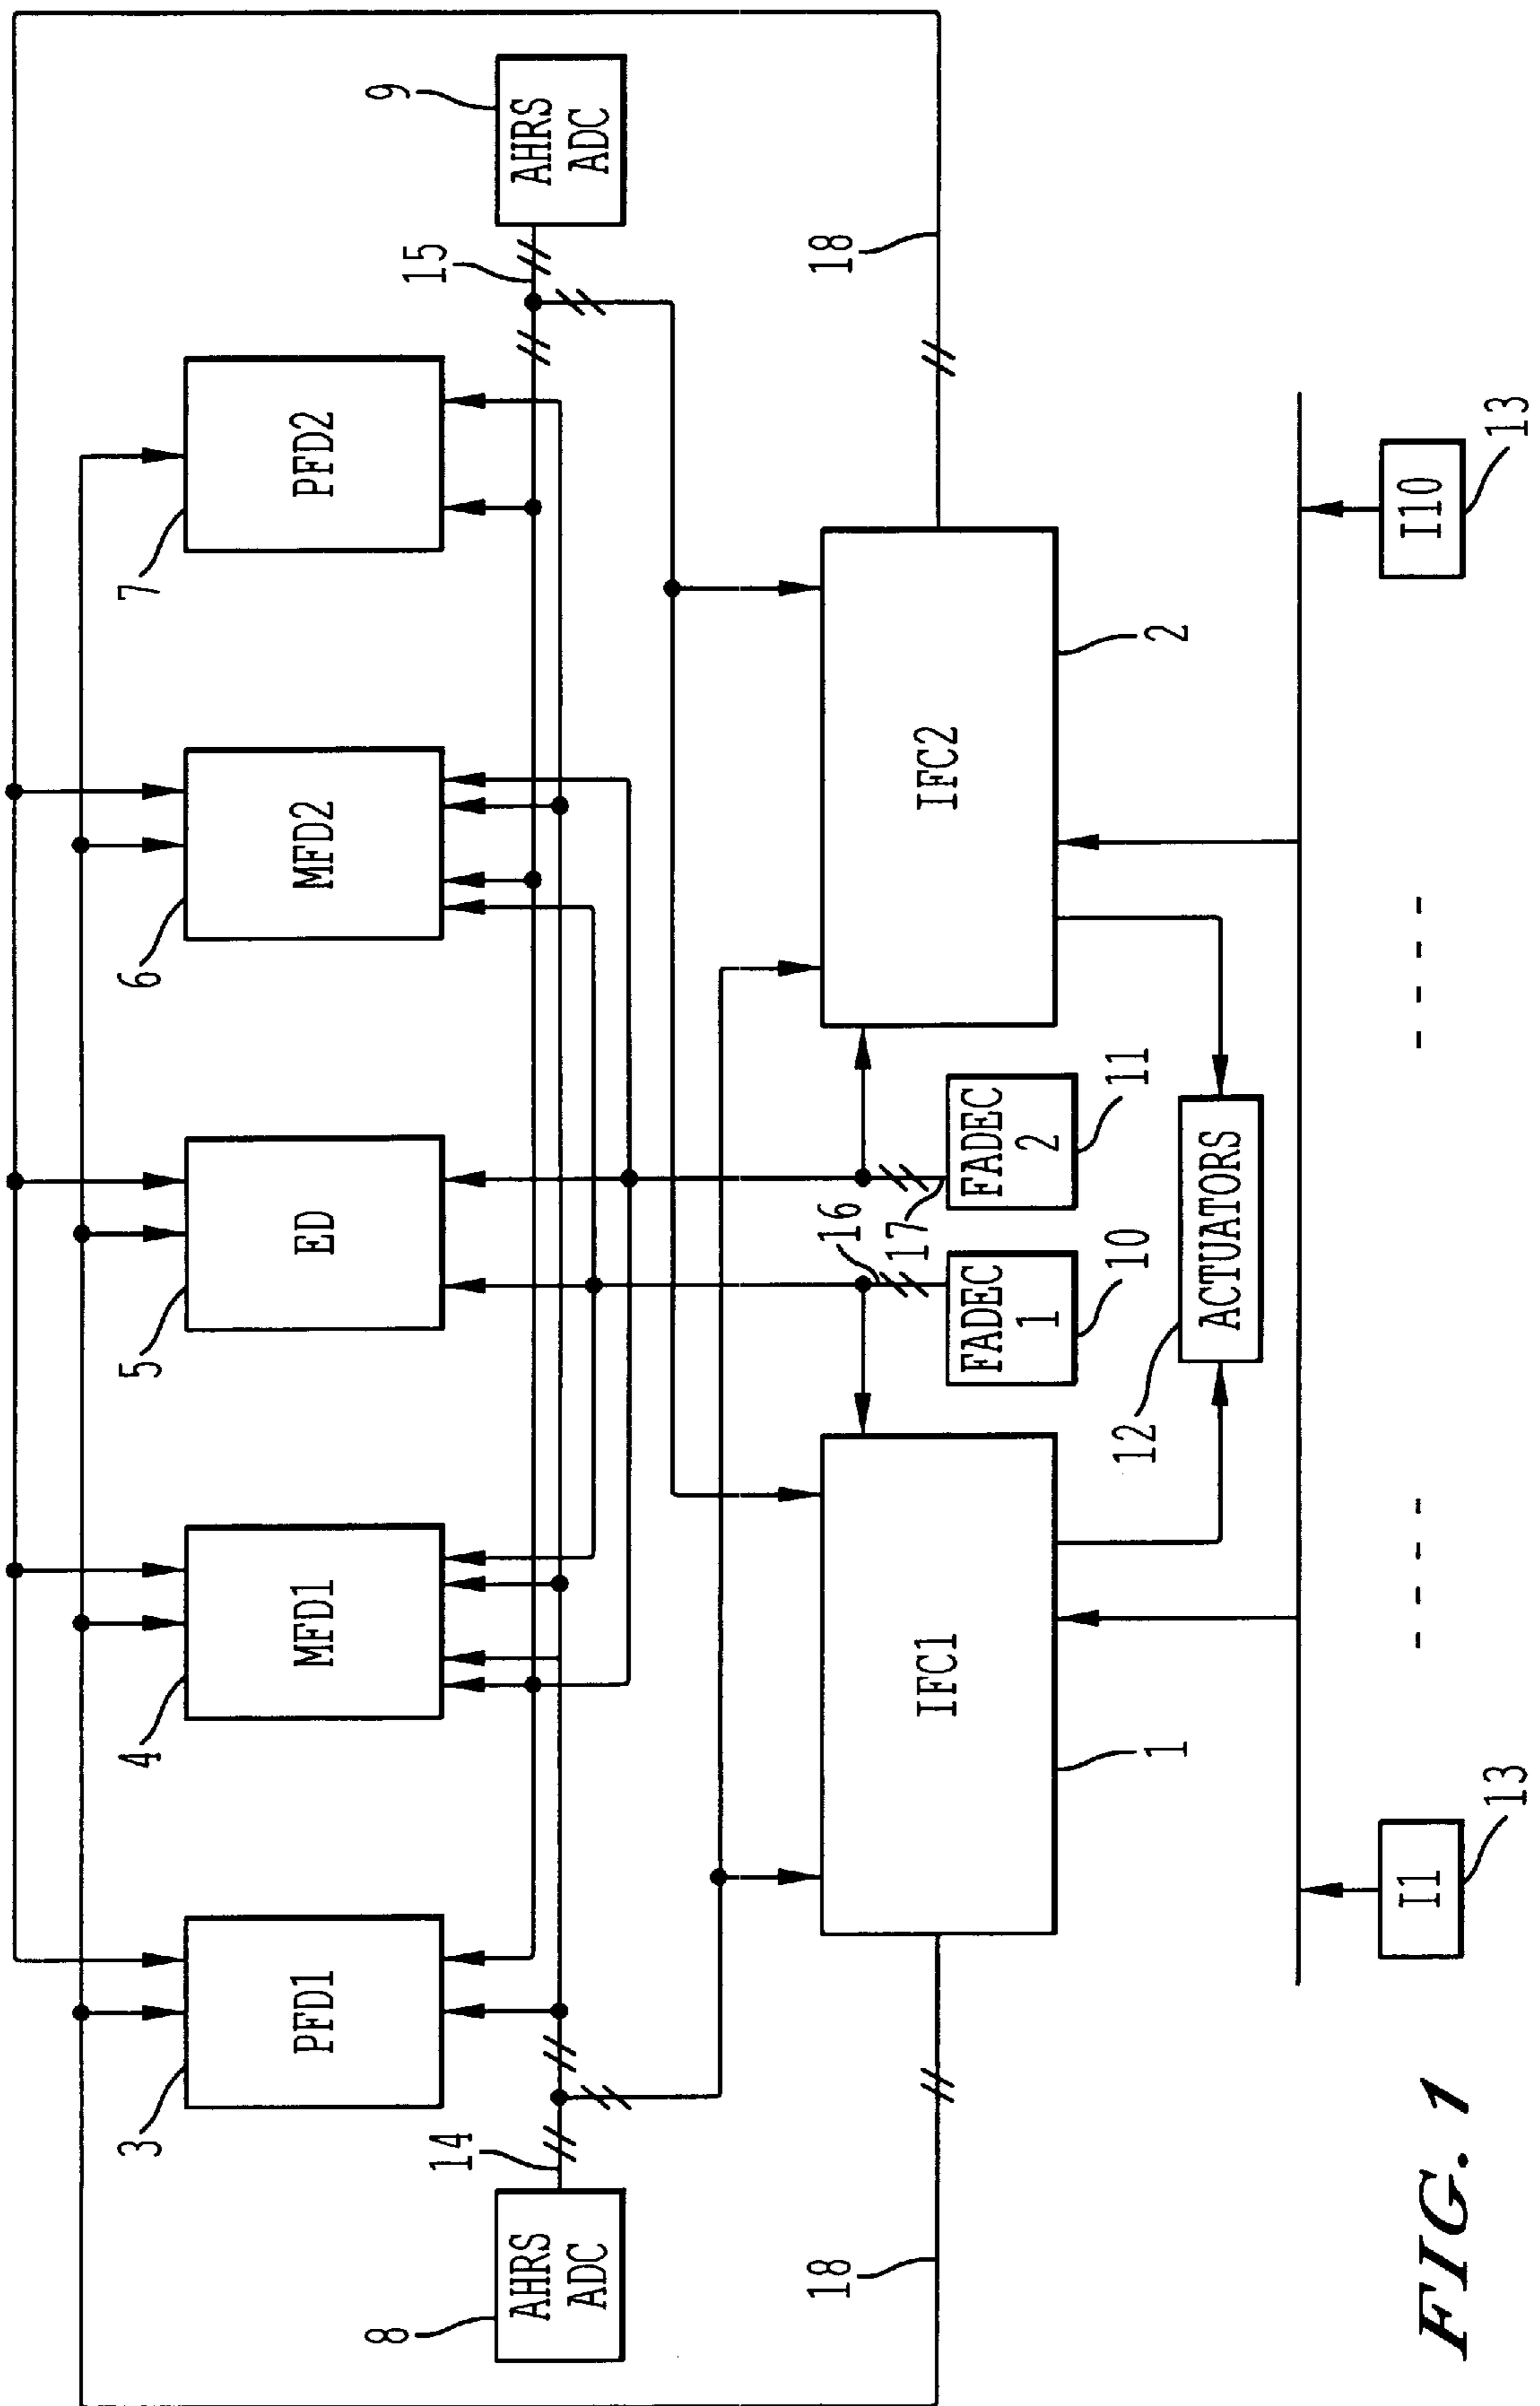 3
PFD1
4
MFD1
5
ED
6
MFD2
7
PFD2
8
AHRS
ADC
14
15
9
AHRS
ADC
16
17
18
IFC1
1
FADEC
1
10
FADEC
2
11
IFC2
2
18
12
ACTUATORS
I1
13
I10
13
FIG. 1